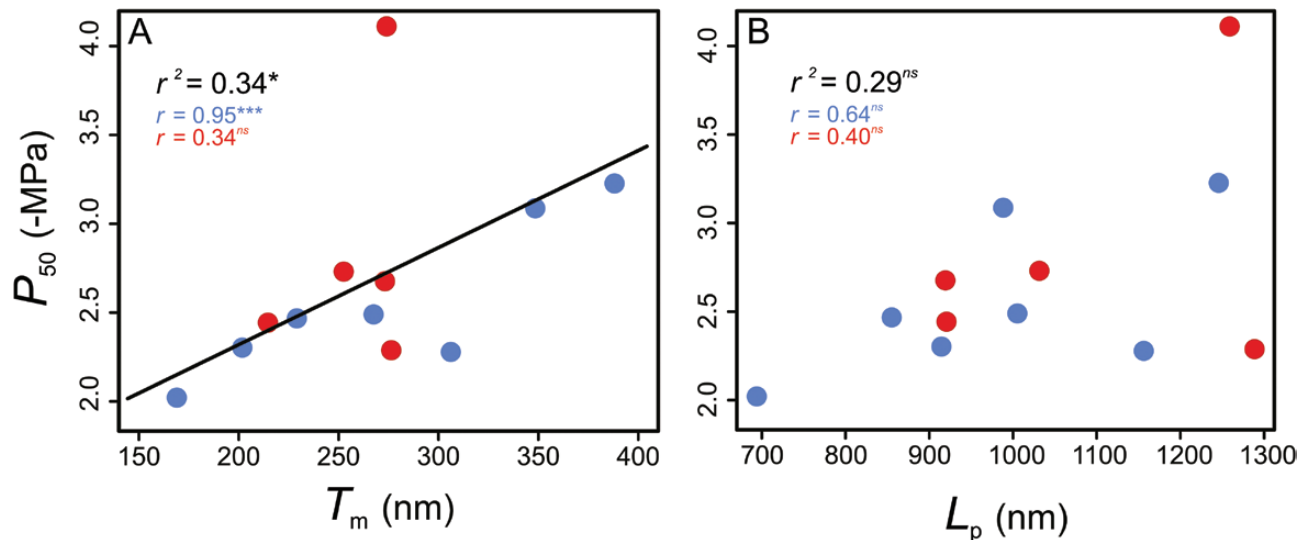 A
r² = 0.34*
r = 0.95***
r = 0.34ⁿˢ
P₅₀ (-MPa)
4.0
3.5
3.0
2.5
2.0
150 200 250 300 350 400
Tₘ (nm)
B
r² = 0.29ⁿˢ
r = 0.64ⁿˢ
r = 0.40ⁿˢ
4.0
3.5
3.0
2.5
2.0
700 800 900 1000 1100 1200 1300
Lₚ (nm)